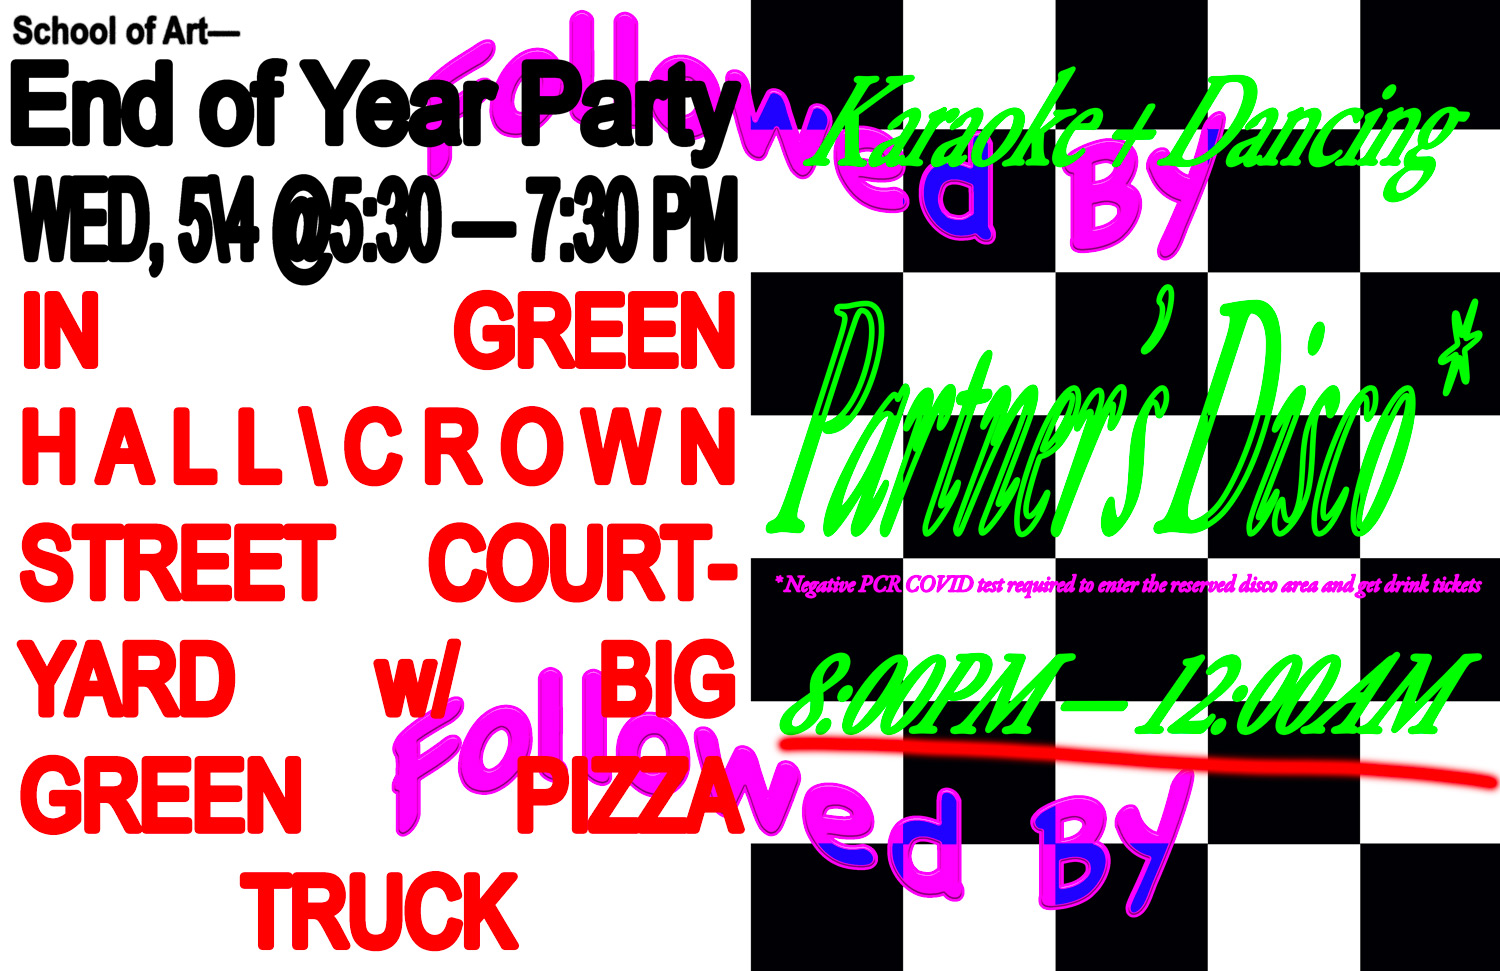 School of Art—
End of Year Party
WED, 5\4 @5:30 — 7:30 PM
IN GREEN
HALL\CROWN
STREET COURT-
YARD w/ BIG
GREEN PIZZA
TRUCK
Followed By
Karaoke + Dancing
Partner's Disco*
*Negative PCR COVID test required to enter the reserved disco area and get drink tickets
8:00PM — 12:00AM
Followed By